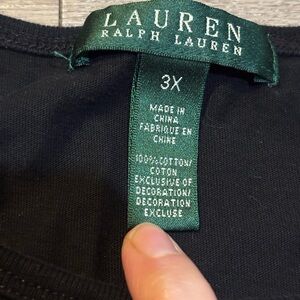 LAUREN
RALPH LAUREN
3X
MADE IN
CHINA
FABRIQUE EN
CHINE
100% COTTON/
COTON
EXCLUSIVE OF
DECORATION/
DECORATION
EXCLUSE